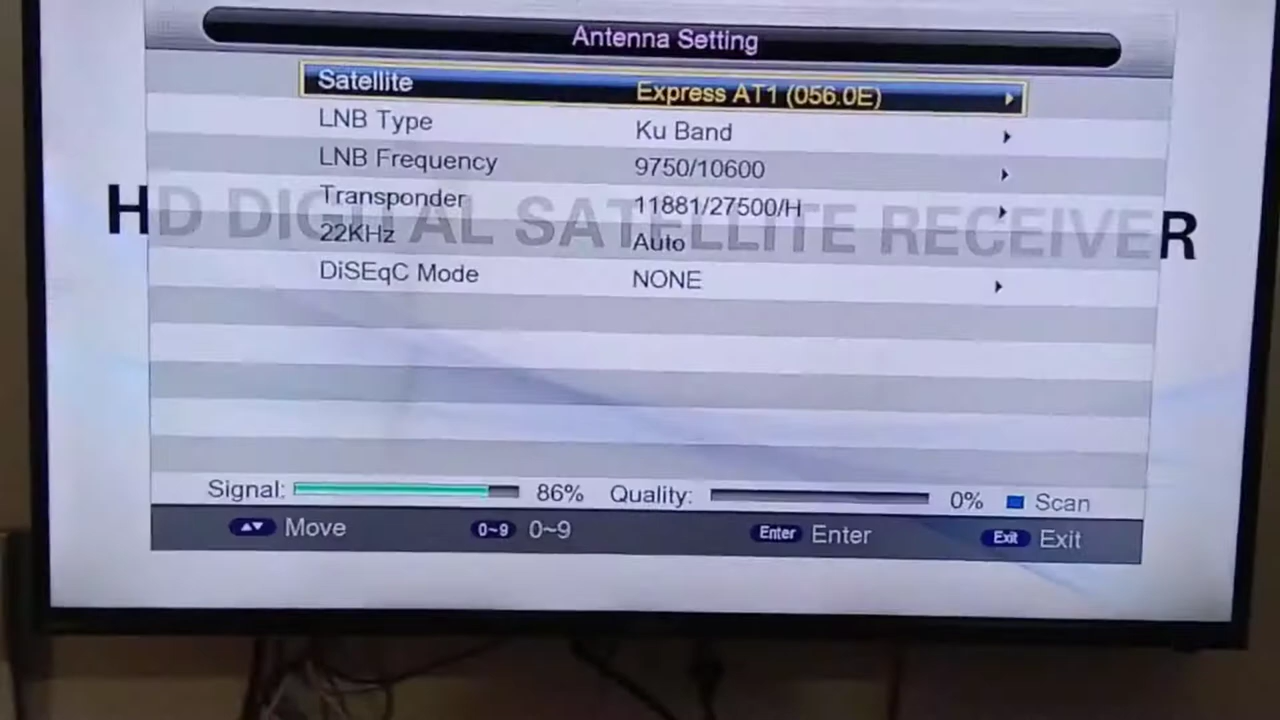 Antenna Setting
Satellite Express AT1 (056.0E)
LNB Type Ku Band
LNB Frequency 9750/10600
Transponder 11881/27500/H
HD DIGITAL SATELLITE RECEIVER
22KHz Auto
DiSEqC Mode NONE
Signal: 86% Quality: 0% Scan
Move 0~9 0~9 Enter Enter Exit Exit